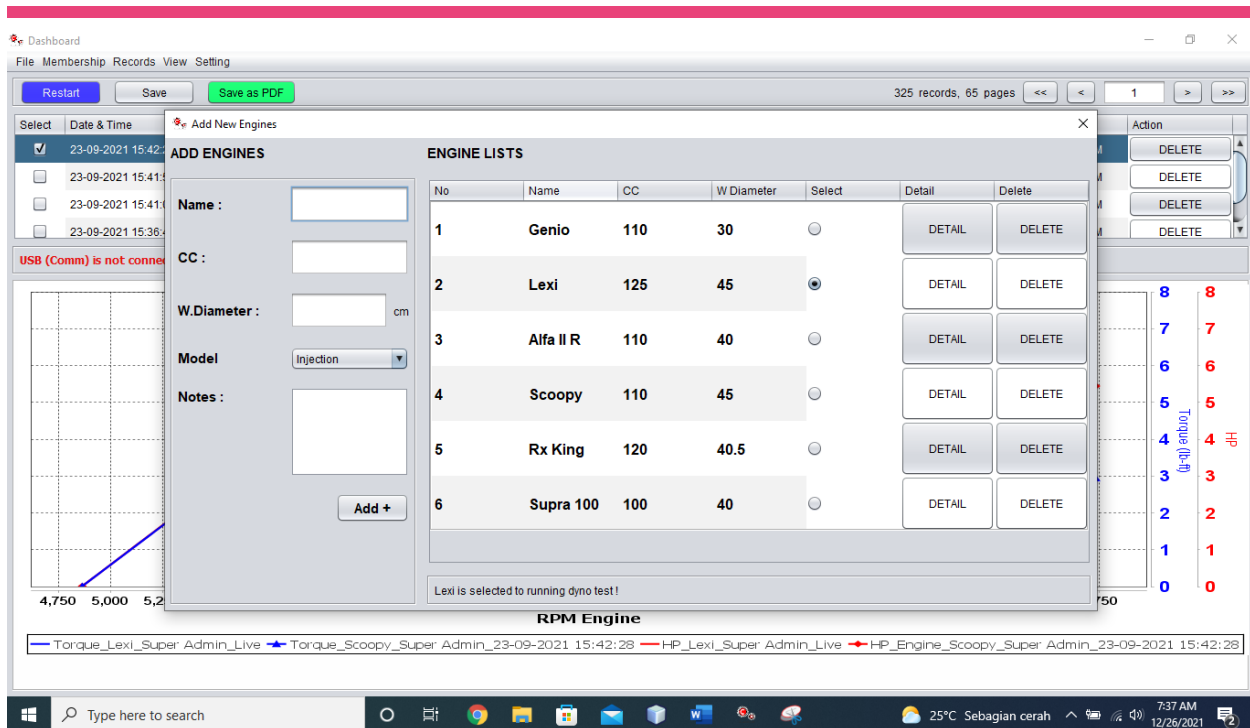 Dashboard
File Membership Records View Setting
Restart Save Save as PDF 325 records, 65 pages << < 1 > >>
Select Date & Time Action
23-09-2021 15:42: DELETE
23-09-2021 15:41: DELETE
23-09-2021 15:41: DELETE
23-09-2021 15:36: DELETE
USB (Comm) is not
Add New Engines
ADD ENGINES
Name :
CC :
W.Diameter : cm
Model Injection
Notes :
Add +
ENGINE LISTS
No Name CC W Diameter Select Detail Delete
1 Genio 110 30 DETAIL DELETE
2 Lexi 125 45 DETAIL DELETE
3 Alfa II R 110 40 DETAIL DELETE
4 Scoopy 110 45 DETAIL DELETE
5 Rx King 120 40.5 DETAIL DELETE
6 Supra 100 100 40 DETAIL DELETE
Lexi is selected to running dyno test !
8 8
7 7
6 6
5 5
4 4
3 3
2 2
1 1
0 0
Torque (lb-ft)
HP
4,750 5,000 5,2 750
RPM Engine
Torque_Lexi_Super Admin_Live Torque_Scoopy_Super Admin_23-09-2021 15:42:28 HP_Lexi_Super Admin_Live HP_Engine_Scoopy_Super Admin_23-09-2021 15:42:28
Type here to search 25°C Sebagian cerah 7:37 AM
12/26/2021
2